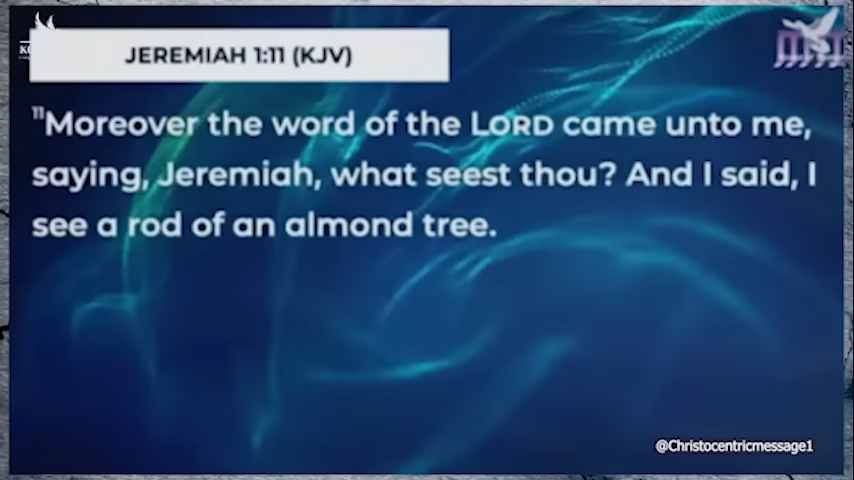 JEREMIAH 1:11 (KJV)
¹¹Moreover the word of the LORD came unto me,
saying, Jeremiah, what seest thou? And I said, I
see a rod of an almond tree.
@Christocentricmessage1